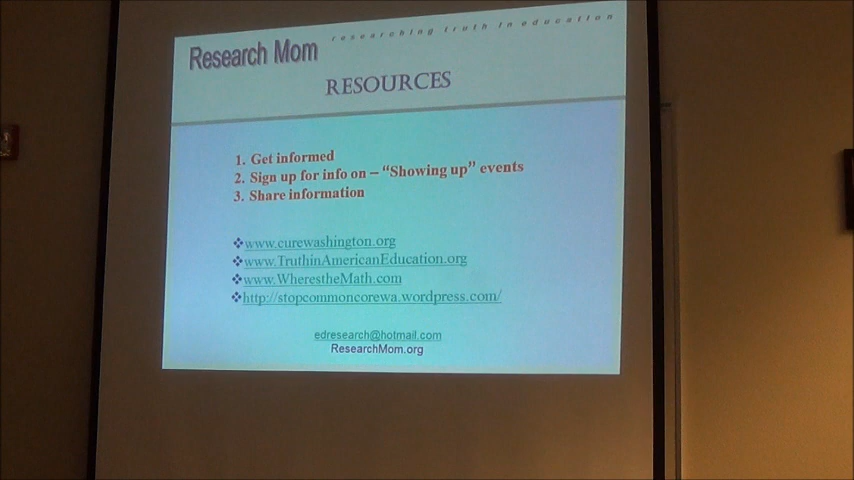 researching truth in education
Research Mom
RESOURCES
1. Get informed
2. Sign up for info on – “Showing up” events
3. Share information
❖www.curewashington.org
❖www.TruthinAmericanEducation.org
❖www.WherestheMath.com
❖http://stopcommoncorewa.wordpress.com/
edresearch@hotmail.com
ResearchMom.org